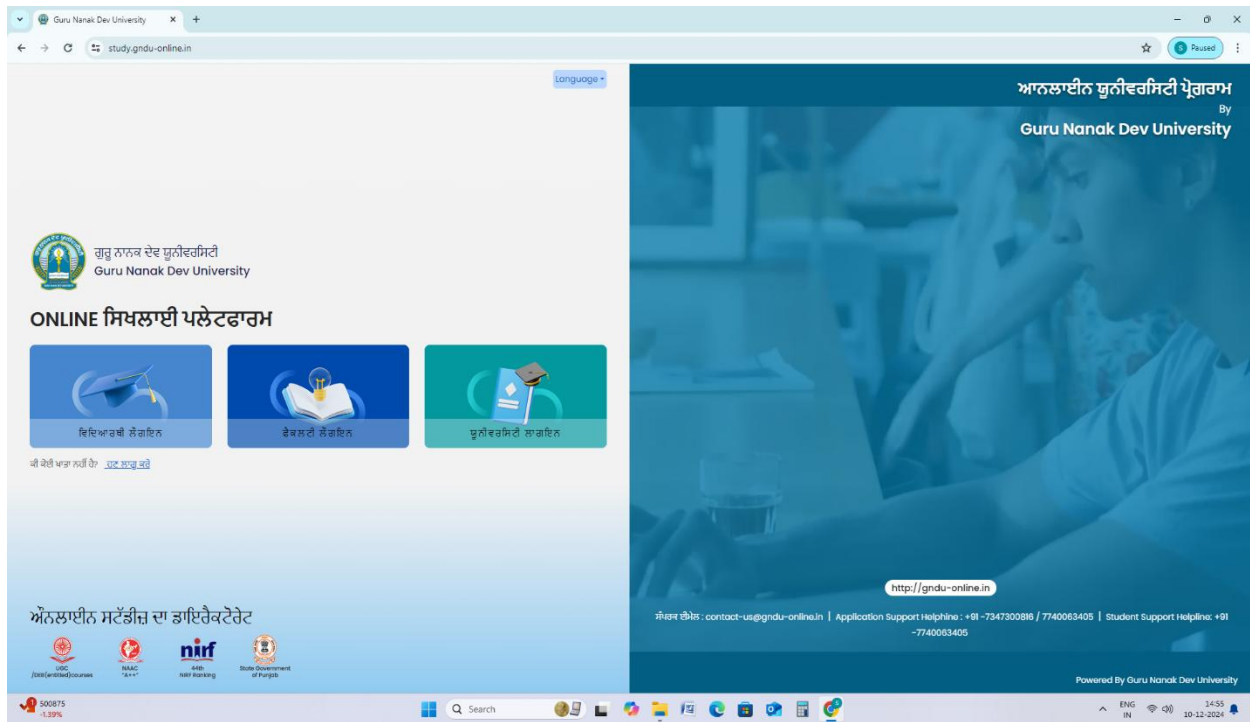 Guru Nanak Dev University
study.gndu-online.in
Paused
Language
ਆਨਲਾਈਨ ਯੂਨੀਵਰਸਿਟੀ ਪ੍ਰੋਗਰਾਮ
By
Guru Nanak Dev University
ਗੁਰੂ ਨਾਨਕ ਦੇਵ ਯੂਨੀਵਰਸਿਟੀ
Guru Nanak Dev University
ONLINE ਸਿਖਲਾਈ ਪਲੇਟਫਾਰਮ
ਵਿਦਿਆਰਥੀ ਲੌਗਇਨ
ਫੈਕਲਟੀ ਲੌਗਇਨ
ਯੂਨੀਵਰਸਿਟੀ ਲਾਗਇਨ
ਕੀ ਕੋਈ ਖਾਤਾ ਨਹੀਂ ਹੈ? ਹੁਣ ਲਾਗੂ ਕਰੋ
http://gndu-online.in
ਸੰਪਰਕ ਈਮੇਲ : contact-us@gndu-online.in | Application Support Helphine : +91 -7347300816 / 7740063405 | Student Support Helpline: +91
-7740063405
ਔਨਲਾਈਨ ਸਟੱਡੀਜ਼ ਦਾ ਡਾਇਰੈਕਟੋਰੇਟ
nirf
UGC
/DEB(entitled)courses
NAAC
"A++"
44th
NIRF Ranking
State Government
of Punjab
Powered By Guru Nanak Dev University
500875
-1.39%
Search
ENG
IN
14:55
10-12-2024